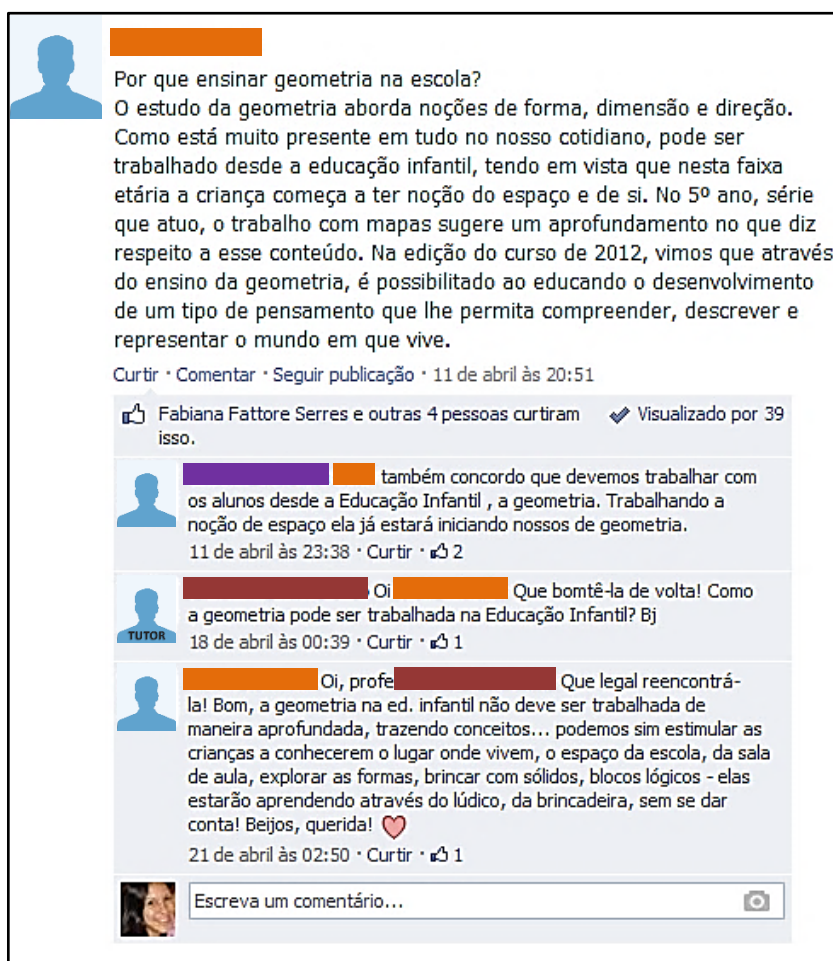 Por que ensinar geometria na escola?
O estudo da geometria aborda noções de forma, dimensão e direção.
Como está muito presente em tudo no nosso cotidiano, pode ser
trabalhado desde a educação infantil, tendo em vista que nesta faixa
etária a criança começa a ter noção do espaço e de si. No 5º ano, série
que atuo, o trabalho com mapas sugere um aprofundamento no que diz
respeito a esse conteúdo. Na edição do curso de 2012, vimos que através
do ensino da geometria, é possibilitado ao educando o desenvolvimento
de um tipo de pensamento que lhe permita compreender, descrever e
representar o mundo em que vive.
Curtir · Comentar · Seguir publicação · 11 de abril às 20:51
Fabiana Fattore Serres e outras 4 pessoas curtiram isso.
Visualizado por 39
também concordo que devemos trabalhar com
os alunos desde a Educação Infantil , a geometria. Trabalhando a
noção de espaço ela já estará iniciando nossos de geometria.
11 de abril às 23:38 · Curtir · 2
TUTOR
Oi Que bomtê-la de volta! Como
a geometria pode ser trabalhada na Educação Infantil? Bj
18 de abril às 00:39 · Curtir · 1
Oi, profe Que legal reencontrá-
la! Bom, a geometria na ed. infantil não deve ser trabalhada de
maneira aprofundada, trazendo conceitos... podemos sim estimular as
crianças a conhecerem o lugar onde vivem, o espaço da escola, da sala
de aula, explorar as formas, brincar com sólidos, blocos lógicos - elas
estarão aprendendo através do lúdico, da brincadeira, sem se dar
conta! Beijos, querida!
21 de abril às 02:50 · Curtir · 1
Escreva um comentário...